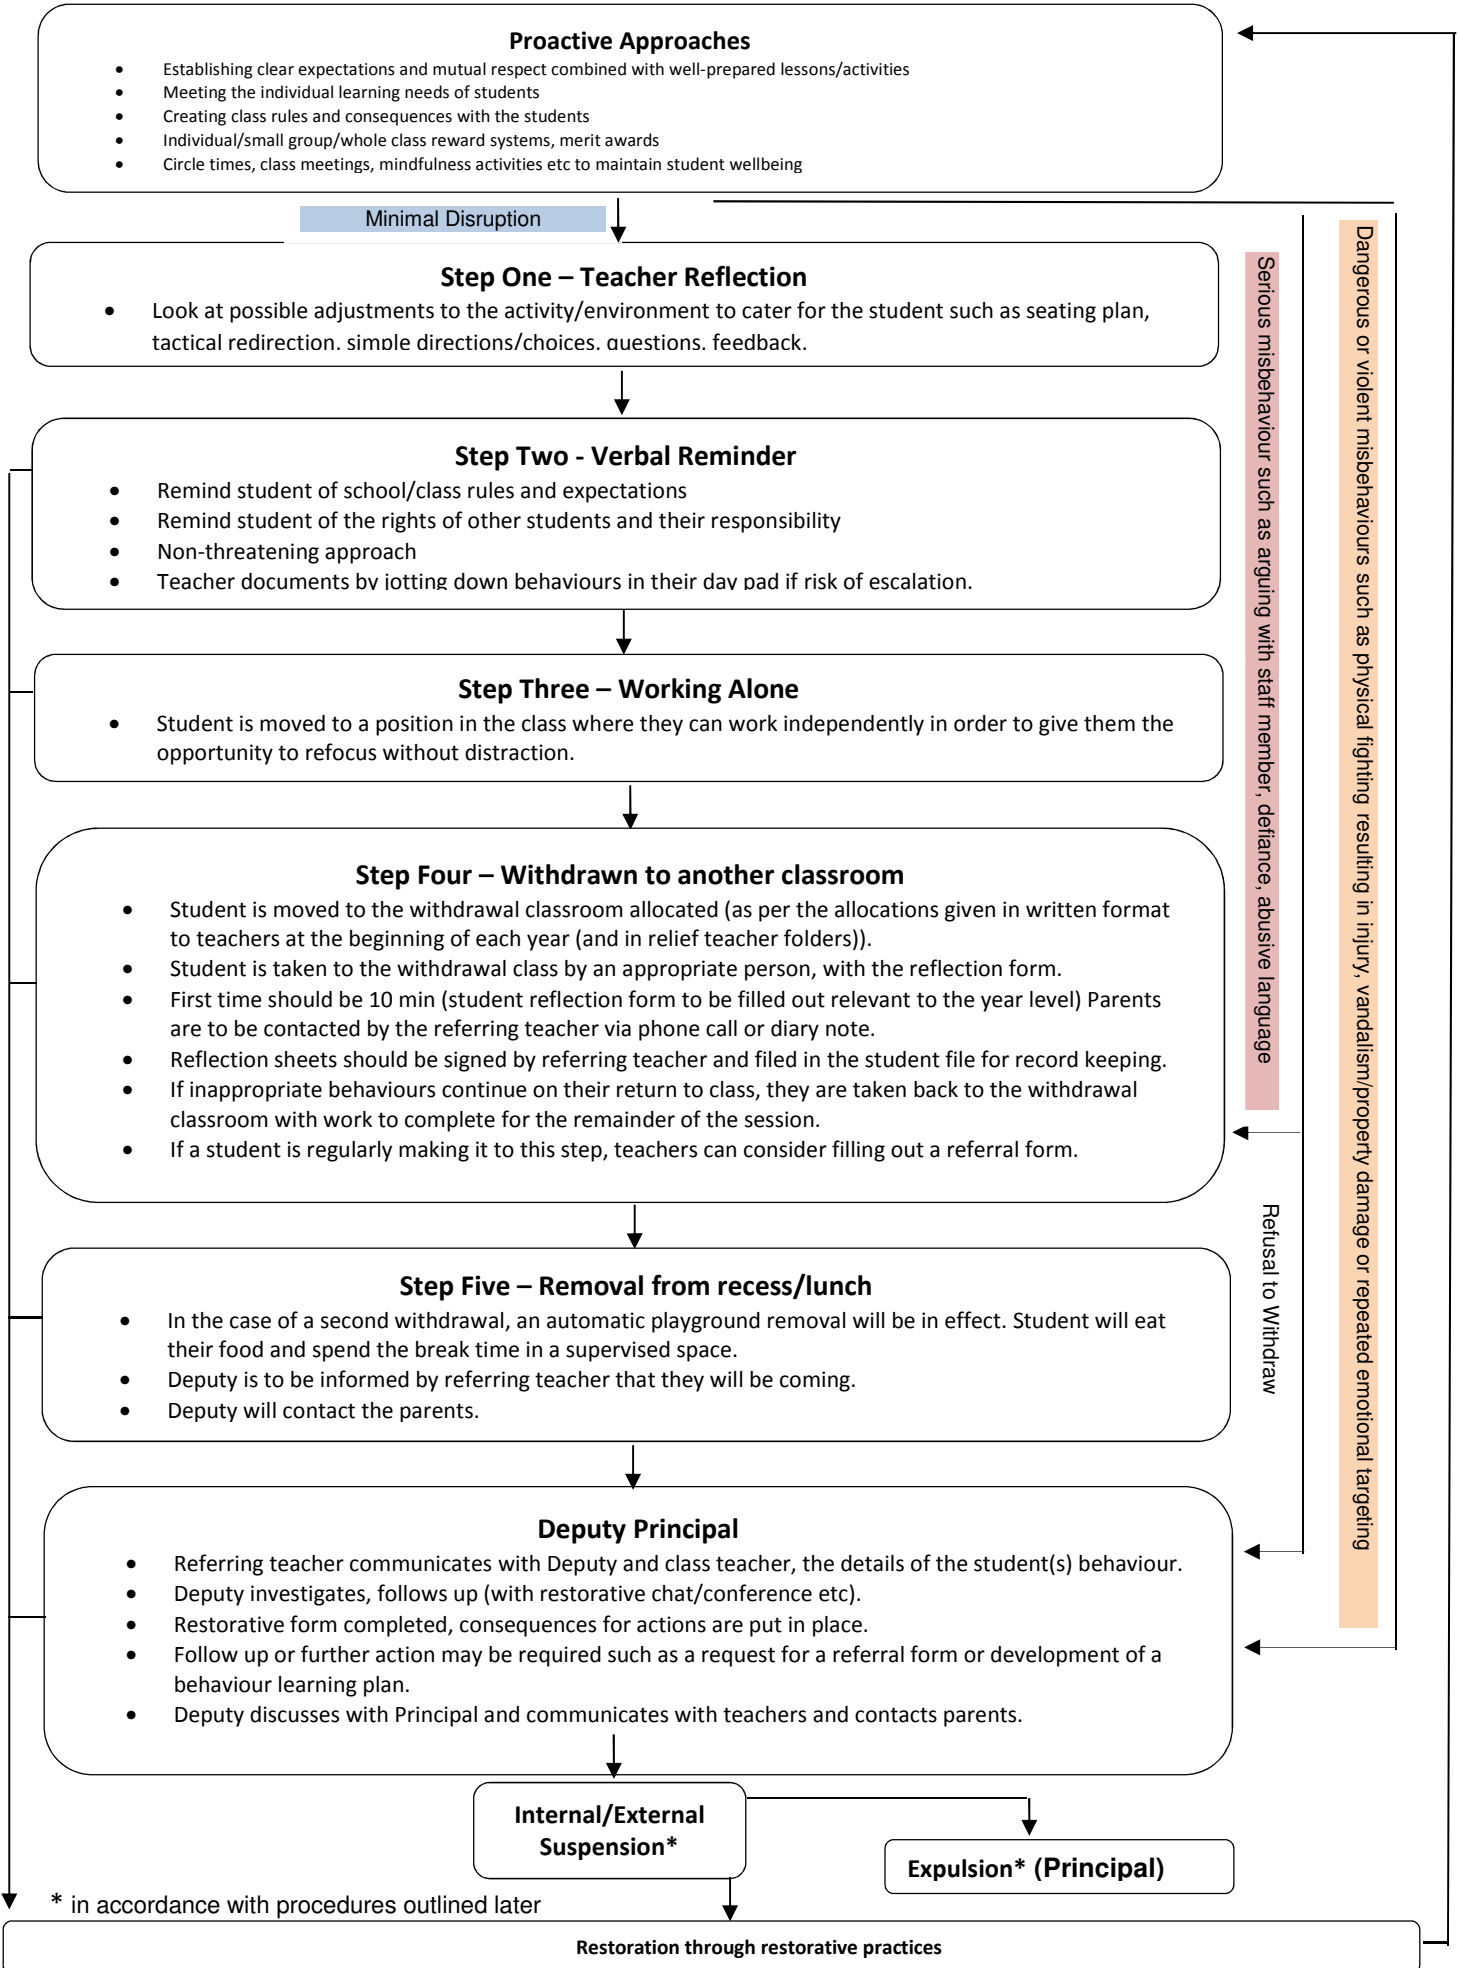 Proactive Approaches
• Establishing clear expectations and mutual respect combined with well-prepared lessons/activities
• Meeting the individual learning needs of students
• Creating class rules and consequences with the students
• Individual/small group/whole class reward systems, merit awards
• Circle times, class meetings, mindfulness activities etc to maintain student wellbeing
Minimal Disruption
Step One – Teacher Reflection
• Look at possible adjustments to the activity/environment to cater for the student such as seating plan,
tactical redirection, simple directions/choices, questions, feedback.
Step Two - Verbal Reminder
• Remind student of school/class rules and expectations
• Remind student of the rights of other students and their responsibility
• Non-threatening approach
• Teacher documents by jotting down behaviours in their day pad if risk of escalation.
Step Three – Working Alone
• Student is moved to a position in the class where they can work independently in order to give them the
opportunity to refocus without distraction.
Step Four – Withdrawn to another classroom
• Student is moved to the withdrawal classroom allocated (as per the allocations given in written format
to teachers at the beginning of each year (and in relief teacher folders)).
• Student is taken to the withdrawal class by an appropriate person, with the reflection form.
• First time should be 10 min (student reflection form to be filled out relevant to the year level) Parents
are to be contacted by the referring teacher via phone call or diary note.
• Reflection sheets should be signed by referring teacher and filed in the student file for record keeping.
• If inappropriate behaviours continue on their return to class, they are taken back to the withdrawal
classroom with work to complete for the remainder of the session.
• If a student is regularly making it to this step, teachers can consider filling out a referral form.
Step Five – Removal from recess/lunch
• In the case of a second withdrawal, an automatic playground removal will be in effect. Student will eat
their food and spend the break time in a supervised space.
• Deputy is to be informed by referring teacher that they will be coming.
• Deputy will contact the parents.
Deputy Principal
• Referring teacher communicates with Deputy and class teacher, the details of the student(s) behaviour.
• Deputy investigates, follows up (with restorative chat/conference etc).
• Restorative form completed, consequences for actions are put in place.
• Follow up or further action may be required such as a request for a referral form or development of a
behaviour learning plan.
• Deputy discusses with Principal and communicates with teachers and contacts parents.
Serious misbehaviour such as arguing with staff member, defiance, abusive language
Refusal to Withdraw
Dangerous or violent misbehaviours such as physical fighting resulting in injury, vandalism/property damage or repeated emotional targeting
Internal/External
Suspension*
Expulsion* (Principal)
* in accordance with procedures outlined later
Restoration through restorative practices